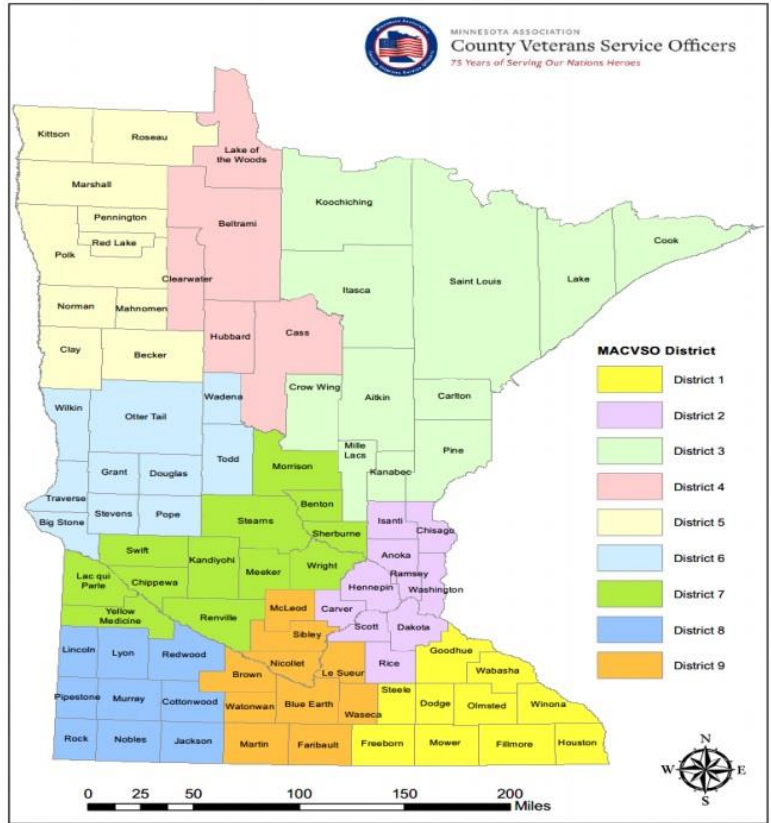 MINNESOTA ASSOCIATION
County Veterans Service Officers
75 Years of Serving Our Nations Heroes
Kittson
Roseau
Lake of
the Woods
Marshall
Koochiching
Pennington
Beltrami
Red Lake
Cook
Polk
Clearwater
Saint Louis
Lake
Itasca
Norman
Mahnomen
Hubbard
Cass
Clay
Becker
MACVSO District
District 1
District 2
District 3
District 4
District 5
District 6
District 7
District 8
District 9
Crow Wing
Aitkin
Carlton
Wadena
Wilkin
Otter Tail
Pine
Mille
Lacs
Kanabec
Todd
Morrison
Grant
Douglas
Traverse
Benton
Stevens
Pope
Big Stone
Stearns
Isanti
Chisago
Sherburne
Anoka
Swift
Kandiyohi
Wright
Ramsey
Lac qui
Parle
Chippewa
Meeker
Hennepin
Washington
McLeod
Carver
Yellow
Medicine
Renville
Scott
Dakota
Sibley
Lincoln
Lyon
Redwood
Goodhue
Nicollet
Le Sueur
Rice
Wabasha
Brown
Steele
Pipestone
Murray
Cottonwood
Watonwan
Blue Earth
Waseca
Dodge
Olmsted
Winona
Rock
Nobles
Jackson
Martin
Faribault
Freeborn
Mower
Fillmore
Houston
N
W
E
S
0 25 50 100 150 200
Miles